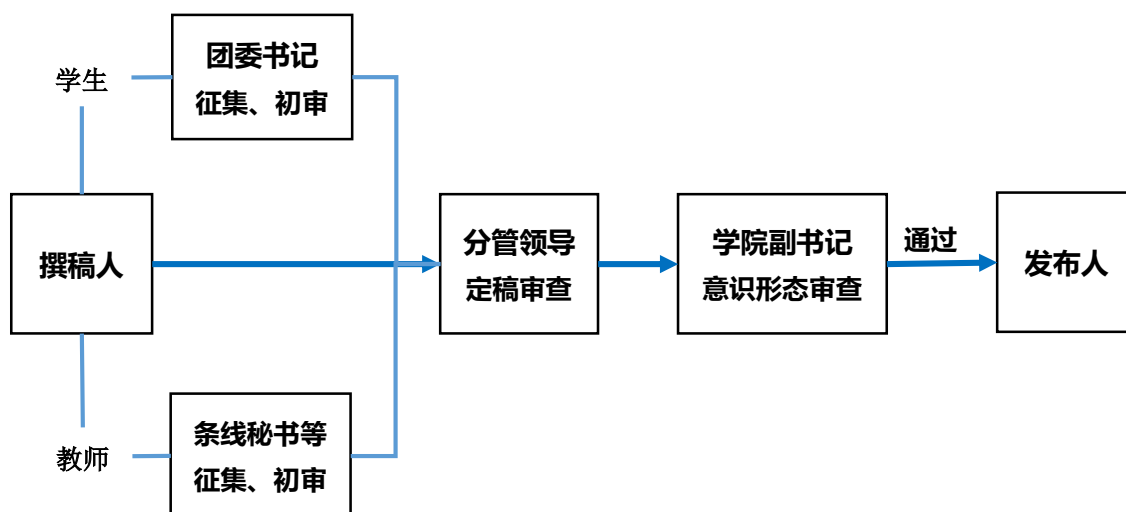 团委书记
征集、初审
学生
撰稿人
分管领导
定稿审查
学院副书记
意识形态审查
通过
发布人
条线秘书等
征集、初审
教师